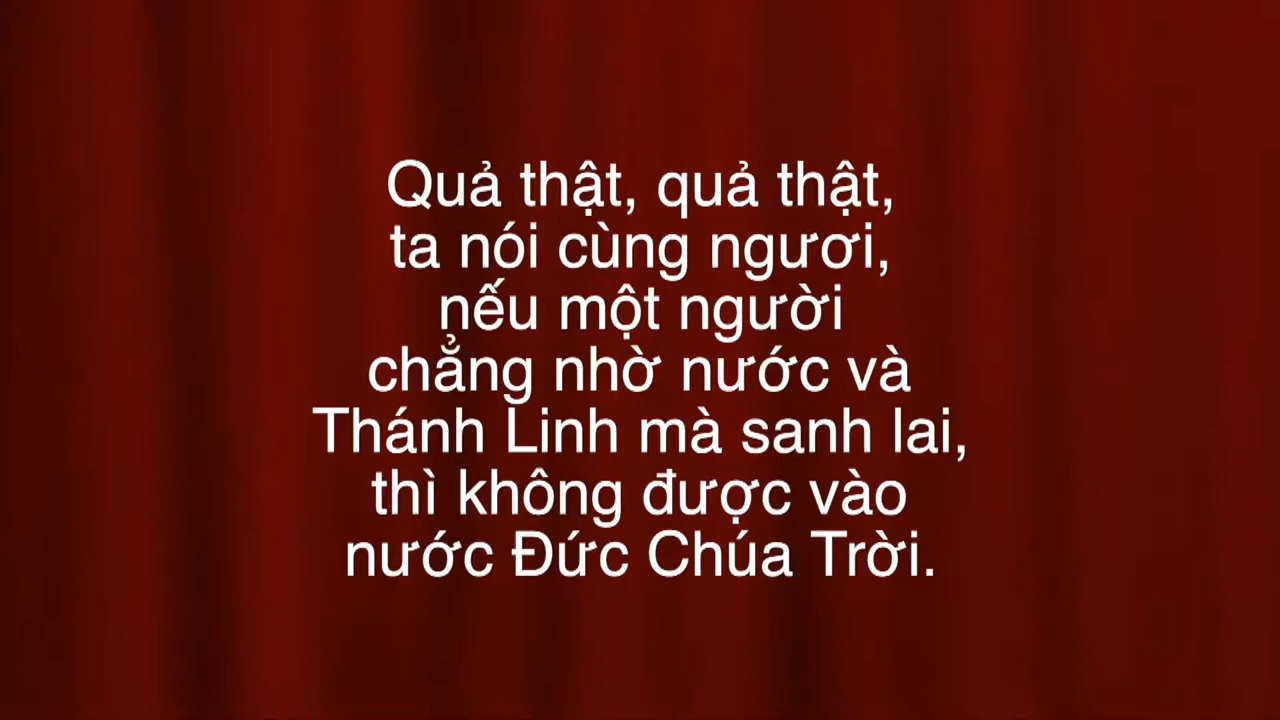 Quả thật, quả thật,
ta nói cùng ngươi,
nếu một người
chẳng nhờ nước và
Thánh Linh mà sanh lai,
thì không được vào
nước Đức Chúa Trời.